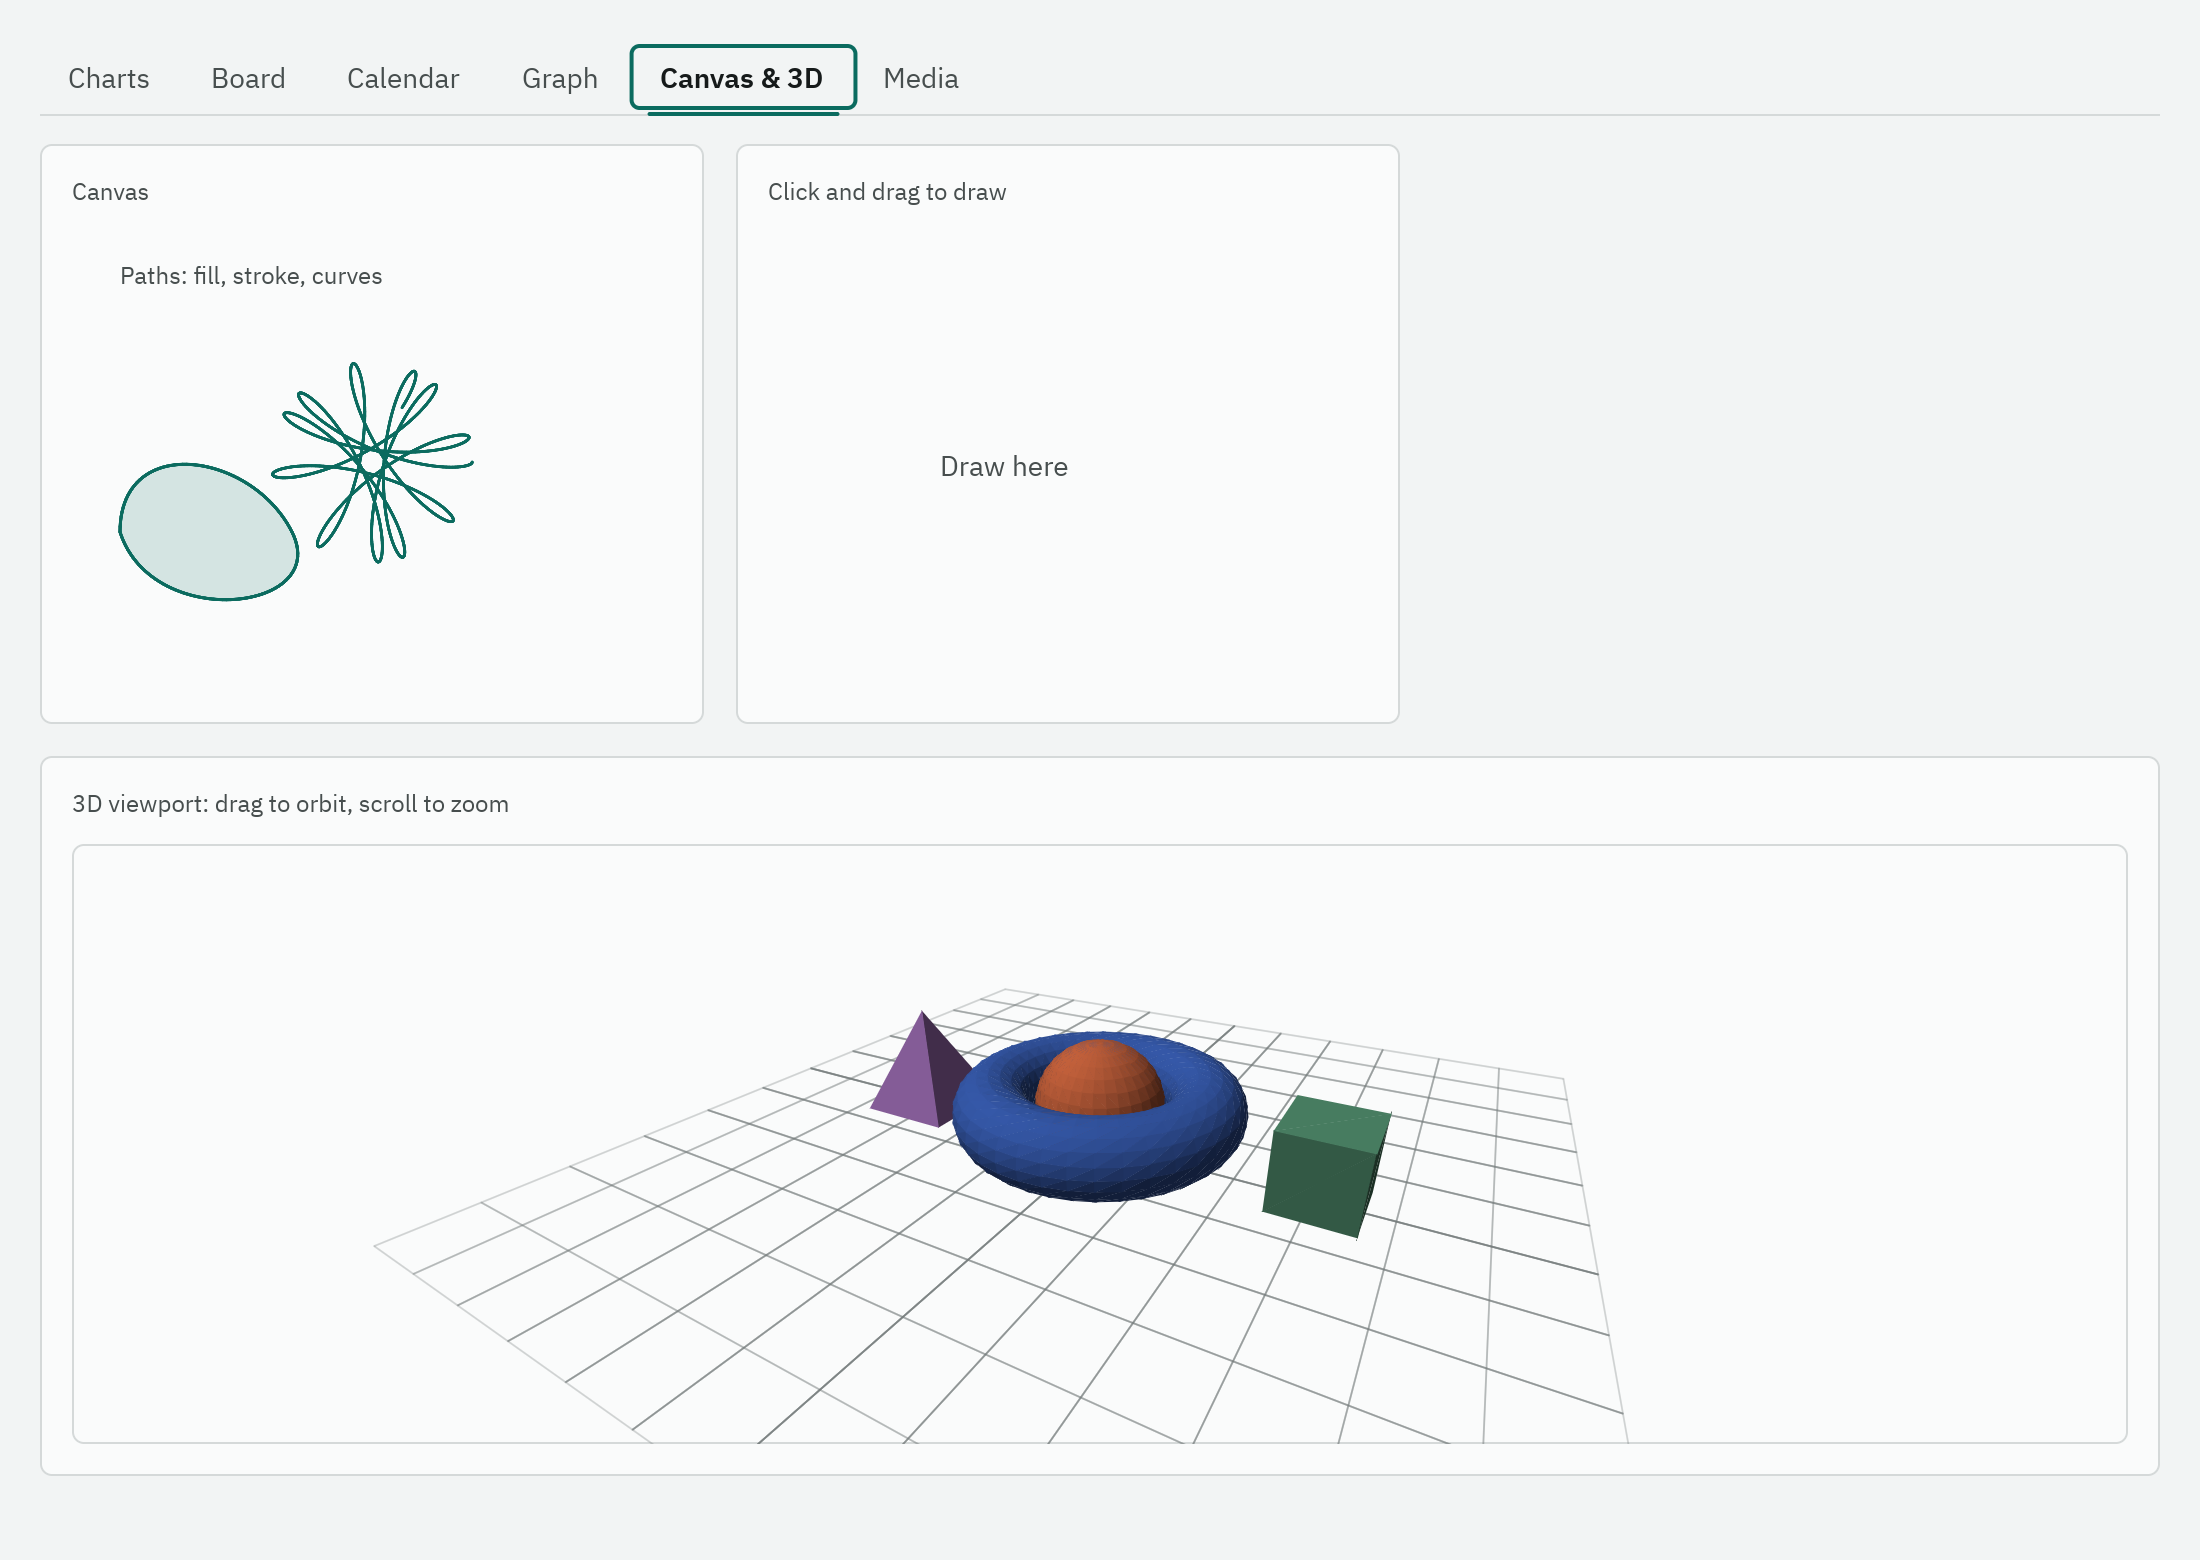 Charts Board Calendar Graph Canvas & 3D Media
Canvas
Paths: fill, stroke, curves
Click and drag to draw
Draw here
3D viewport: drag to orbit, scroll to zoom